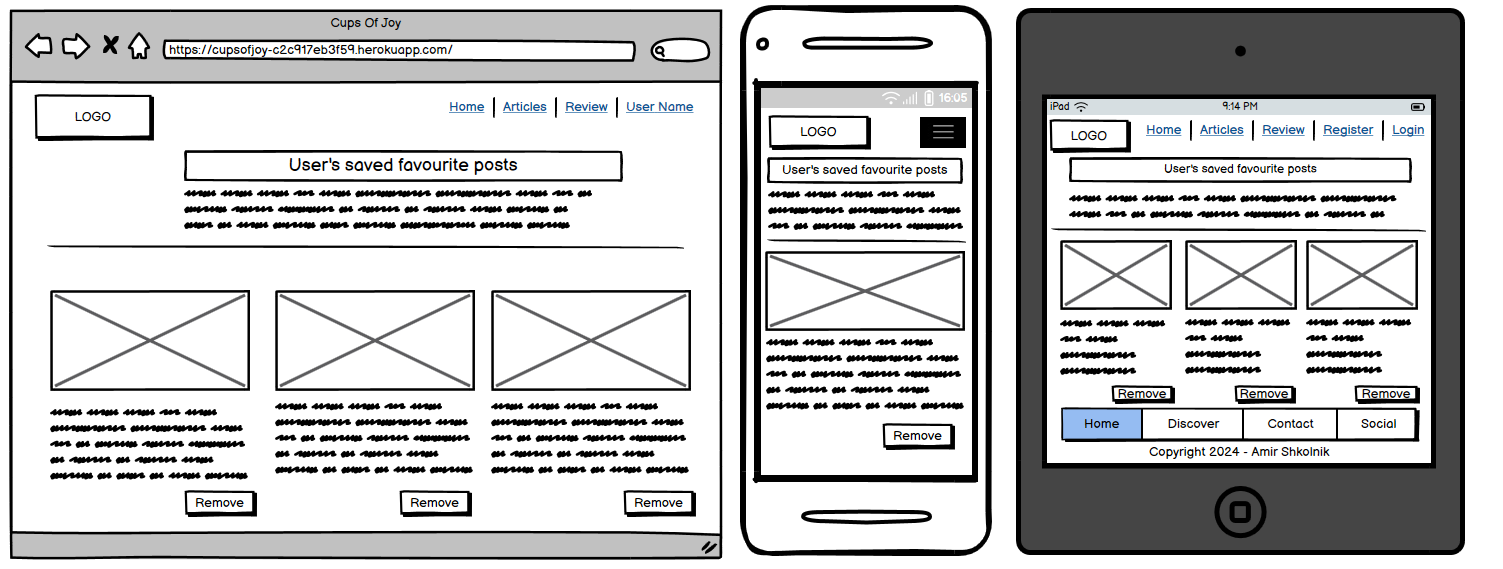 Cups Of Joy
https://cupsofjoy-c2c917eb3f59.herokuapp.com/
LOGO
Home Articles Review User Name
User's saved favourite posts
Remove Remove Remove
16:05
LOGO
User's saved favourite posts
Remove
iPad 9:14 PM
LOGO
Home Articles Review Register Login
User's saved favourite posts
Remove Remove Remove
Home Discover Contact Social
Copyright 2024 - Amir Shkolnik